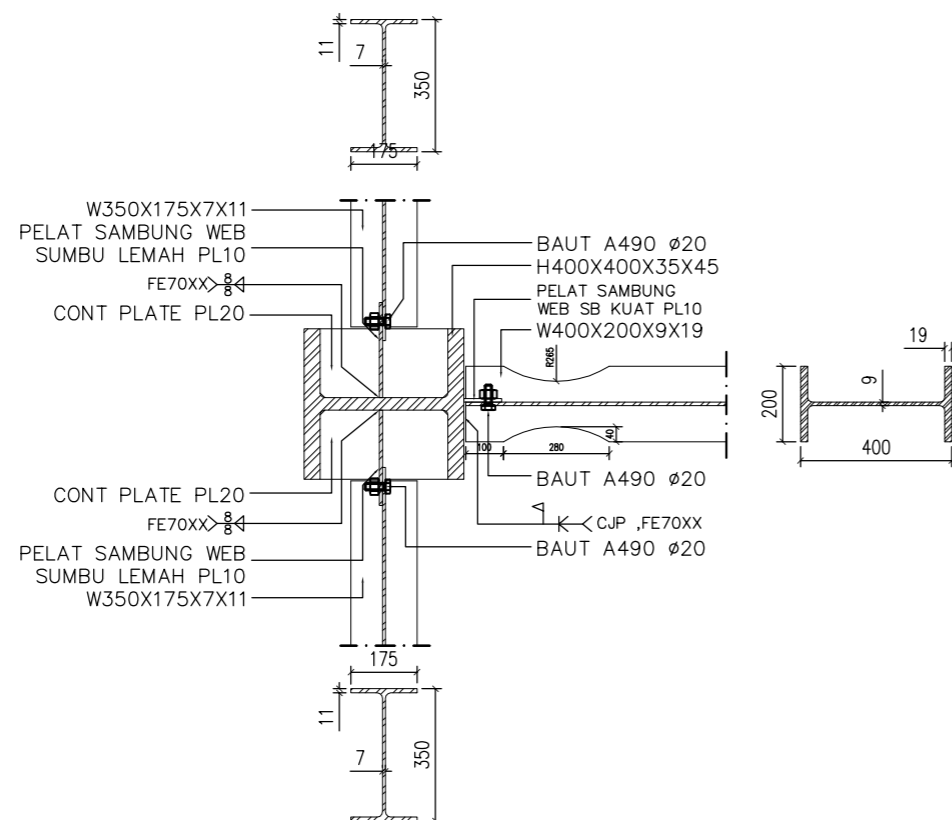 11
7
350
175
W350X175X7X11
PELAT SAMBUNG WEB
SUMBU LEMAH PL10
FE70XX
8
8
CONT PLATE PL20
BAUT A490 ø20
H400X400X35X45
PELAT SAMBUNG
WEB SB KUAT PL10
W400X200X9X19
R265
19
9
200
400
40
100
280
BAUT A490 ø20
CJP ,FE70XX
BAUT A490 ø20
CONT PLATE PL20
FE70XX
8
8
PELAT SAMBUNG WEB
SUMBU LEMAH PL10
W350X175X7X11
175
11
7
350